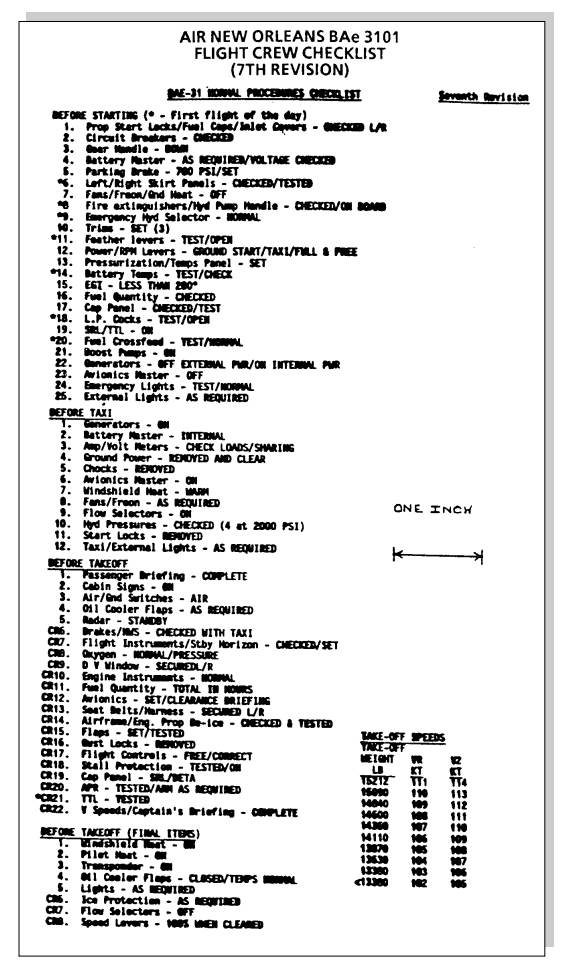 AIR NEW ORLEANS BAe 3101
FLIGHT CREW CHECKLIST
(7TH REVISION)
BAE-31 NORMAL PROCEDURES CHECKLIST
Seventh Revision
BEFORE STARTING (* - First flight of the day)
1. Prop Start Locks/Fuel Caps/Inlet Covers - CHECKED L/R
2. Circuit Breakers - CHECKED
3. Gear Handle - DOWN
4. Battery Master - AS REQUIRED/VOLTAGE CHECKED
5. Parking Brake - 700 PSI/SET
*6. Left/Right Skirt Panels - CHECKED/TESTED
7. Fans/Freon/Gnd Heat - OFF
*8 Fire extinguishers/Hyd Pump Handle - CHECKED/ON BOARD
*9. Emergency Hyd Selector - NORMAL
10. Trims - SET (3)
*11. Feather levers - TEST/OPEN
12. Power/RPM Levers - GROUND START/TAXI/FULL & FREE
13. Pressurization/Temps Panel - SET
*14. Battery Temps - TEST/CHECK
15. EGT - LESS THAN 200°
16. Fuel Quantity - CHECKED
17. Cap Panel - CHECKED/TEST
*18. L.P. Cocks - TEST/OPEN
19. SRL/TTL - ON
*20. Fuel Crossfeed - TEST/NORMAL
21. Boost Pumps - ON
22. Generators - OFF EXTERNAL PWR/ON INTERNAL PWR
23. Avionics Master - OFF
24. Emergency Lights - TEST/NORMAL
25. External Lights - AS REQUIRED
BEFORE TAXI
1. Generators - ON
2. Battery Master - INTERNAL
3. Amp/Volt Meters - CHECK LOADS/SHARING
4. Ground Power - REMOVED AND CLEAR
5. Chocks - REMOVED
6. Avionics Master - ON
7. Windshield Heat - WARM
8. Fans/Freon - AS REQUIRED
9. Flow Selectors - ON
10. Hyd Pressures - CHECKED (4 at 2000 PSI)
11. Start Locks - REMOVED
12. Taxi/External Lights - AS REQUIRED
ONE INCH
BEFORE TAKEOFF
1. Passenger Briefing - COMPLETE
2. Cabin Signs - ON
3. Air/Gnd Switches - AIR
4. Oil Cooler Flaps - AS REQUIRED
5. Radar - STANDBY
CR6. Brakes/NWS - CHECKED WITH TAXI
CR7. Flight Instruments/Stby Horizon - CHECKED/SET
CR8. Oxygen - NORMAL/PRESSURE
CR9. D V Window - SECUREDL/R
CR10. Engine Instruments - NORMAL
CR11. Fuel Quantity - TOTAL IN HOURS
CR12. Avionics - SET/CLEARANCE BRIEFING
CR13. Seat Belts/Harness - SECURED L/R
CR14. Airframe/Eng. Prop De-ice - CHECKED & TESTED
CR15. Flaps - SET/TESTED
CR16. Gust Locks - REMOVED
CR17. Flight Controls - FREE/CORRECT
CR18. Stall Protection - TESTED/ON
CR19. Cap Panel - SRL/BETA
CR20. APR - TESTED/ARM AS REQUIRED
*CR21. TTL - TESTED
CR22. V Speeds/Captain's Briefing - COMPLETE
TAKE-OFF SPEEDS
TAKE-OFF
WEIGHT VR V2
LB KT KT
15212 111 114
110 113
14840 109 112
14600 108 111
14360 107 110
14110 106 109
13870 105 108
13630 104 107
13380 103 106
<13380 102 105
BEFORE TAKEOFF (FINAL ITEMS)
1. Windshield Heat - ON
2. Pilot Heat - ON
3. Transponder - ON
4. Oil Cooler Flaps - CLOSED/TEMPS NORMAL
5. Lights - AS REQUIRED
CR6. Ice Protection - AS REQUIRED
CR7. Flow Selectors - OFF
CR8. Speed Levers - 100% WHEN CLEARED